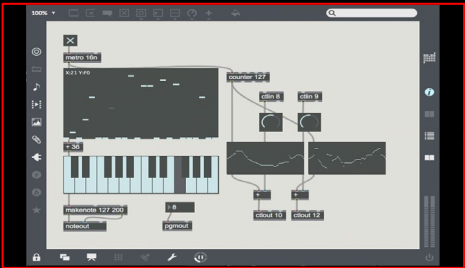 100%
metro 16n
X:21 Y:F0
counter 127
ctlin 8
ctlin 9
+ 36
makenote 127 200
8
noteout
pgmout
+
+
ctlout 10
ctlout 12